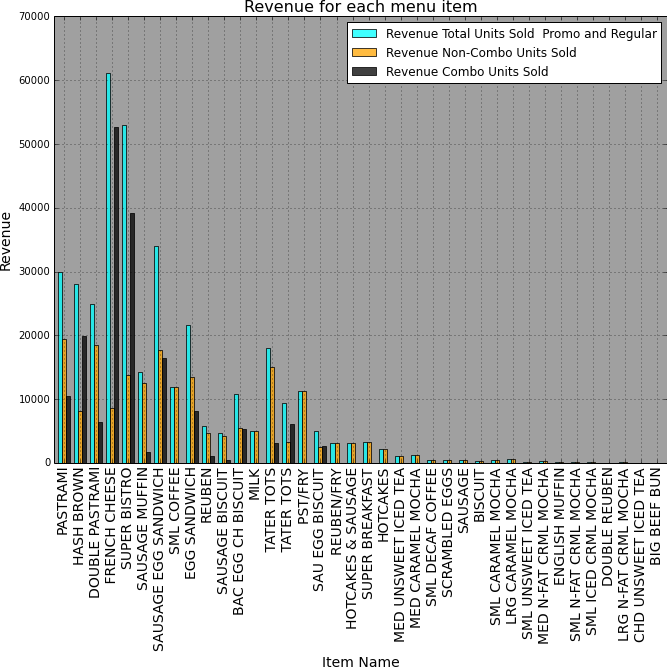 Revenue for each menu item
Revenue Total Units Sold  Promo and Regular
Revenue Non-Combo Units Sold
Revenue Combo Units Sold
Revenue
70000
60000
50000
40000
30000
20000
10000
0
PASTRAMI
HASH BROWN
DOUBLE PASTRAMI
FRENCH CHEESE
SUPER BISTRO
SAUSAGE MUFFIN
SAUSAGE EGG SANDWICH
SML COFFEE
EGG SANDWICH
REUBEN
SAUSAGE BISCUIT
BAC EGG CH BISCUIT
MILK
TATER TOTS
TATER TOTS
PST/FRY
SAU EGG BISCUIT
REUBEN/FRY
HOTCAKES & SAUSAGE
SUPER BREAKFAST
HOTCAKES
MED UNSWEET ICED TEA
MED CARAMEL MOCHA
SML DECAF COFFEE
SCRAMBLED EGGS
SAUSAGE
BISCUIT
SML CARAMEL MOCHA
LRG CARAMEL MOCHA
SML UNSWEET ICED TEA
MED N-FAT CRML MOCHA
ENGLISH MUFFIN
SML N-FAT CRML MOCHA
SML ICED CRML MOCHA
DOUBLE REUBEN
LRG N-FAT CRML MOCHA
CHD UNSWEET ICED TEA
BIG BEEF BUN
Item Name